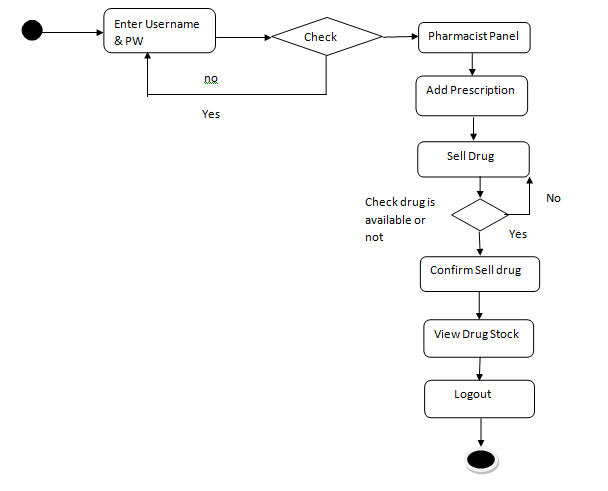 Enter Username
& PW
Check
Pharmacist Panel
no
Yes
Add Prescription
Sell Drug
Check drug is
available or
not
No
Yes
Confirm Sell drug
View Drug Stock
Logout